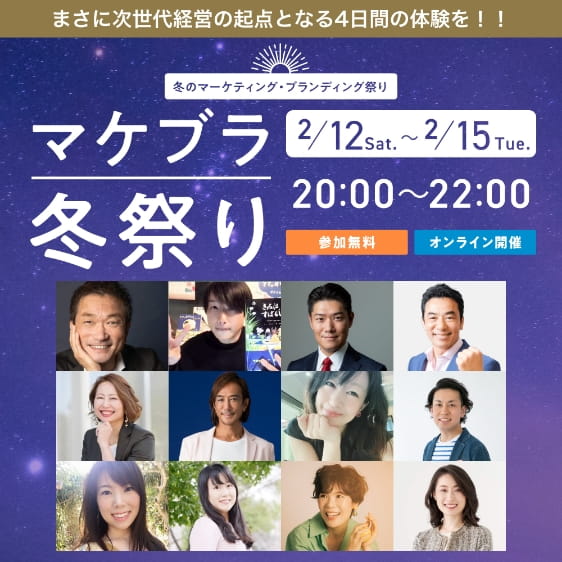 まさに次世代経営の起点となる4日間の体験を！！
冬のマーケティング・ブランディング祭り
マケブラ
冬祭り
2/12Sat.～2/15Tue.
20:00～22:00
参加無料
オンライン開催